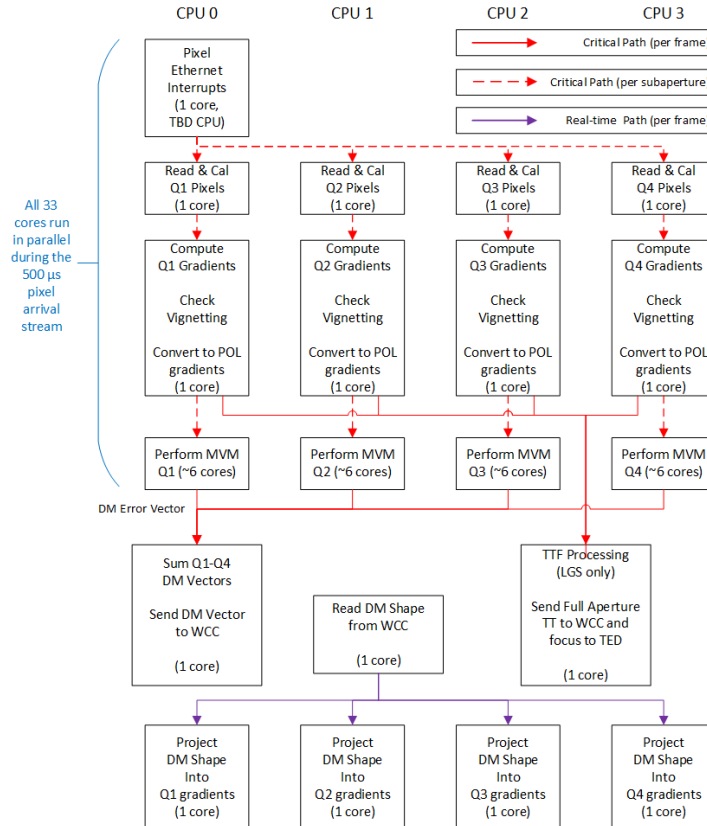 CPU 0
CPU 1
CPU 2
CPU 3
Pixel
Ethernet
Interrupts
(1 core,
TBD CPU)
Critical Path (per frame)
Critical Path (per subaperture)
Real-time Path (per frame)
All 33
cores run
in parallel
during the
500 µs
pixel
arrival
stream
Read & Cal
Q1 Pixels
(1 core)
Read & Cal
Q2 Pixels
(1 core)
Read & Cal
Q3 Pixels
(1 core)
Read & Cal
Q4 Pixels
(1 core)
Compute
Q1 Gradients
Check
Vignetting
Convert to POL
gradients
(1 core)
Compute
Q2 Gradients
Check
Vignetting
Convert to POL
gradients
(1 core)
Compute
Q3 Gradients
Check
Vignetting
Convert to POL
gradients
(1 core)
Compute
Q4 Gradients
Check
Vignetting
Convert to POL
gradients
(1 core)
Perform MVM
Q1 (~6 cores)
Perform MVM
Q2 (~6 cores)
Perform MVM
Q3 (~6 cores)
Perform MVM
Q4 (~6 cores)
DM Error Vector
Sum Q1-Q4
DM Vectors
Send DM Vector
to WCC
(1 core)
Read DM Shape
from WCC
(1 core)
TTF Processing
(LGS only)
Send Full Aperture
TT to WCC and
focus to TED
(1 core)
Project
DM Shape
Into
Q1 gradients
(1 core)
Project
DM Shape
Into
Q2 gradients
(1 core)
Project
DM Shape
Into
Q3 gradients
(1 core)
Project
DM Shape
Into
Q4 gradients
(1 core)